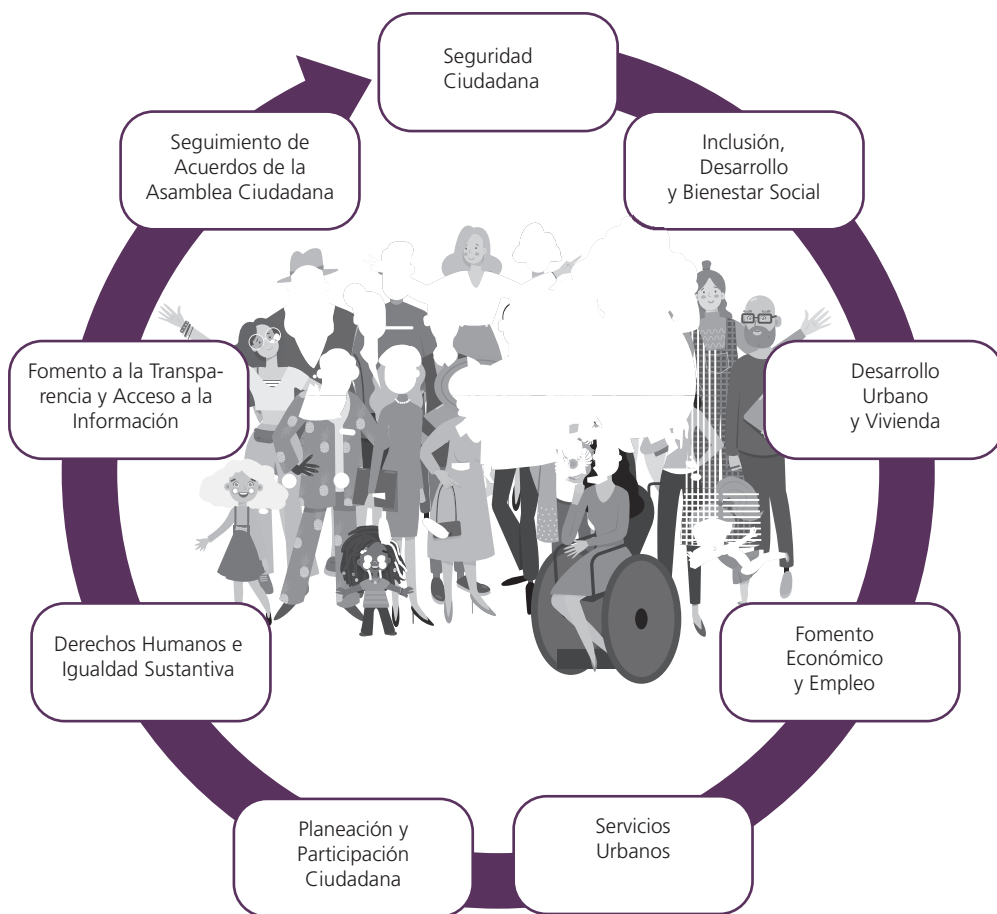 Seguridad
Ciudadana
Inclusión,
Desarrollo
y Bienestar Social
Desarrollo
Urbano
y Vivienda
Fomento
Económico
y Empleo
Servicios
Urbanos
Planeación y
Participación
Ciudadana
Derechos Humanos e
Igualdad Sustantiva
Fomento a la Transpa-
rencia y Acceso a la
Información
Seguimiento de
Acuerdos de la
Asamblea Ciudadana